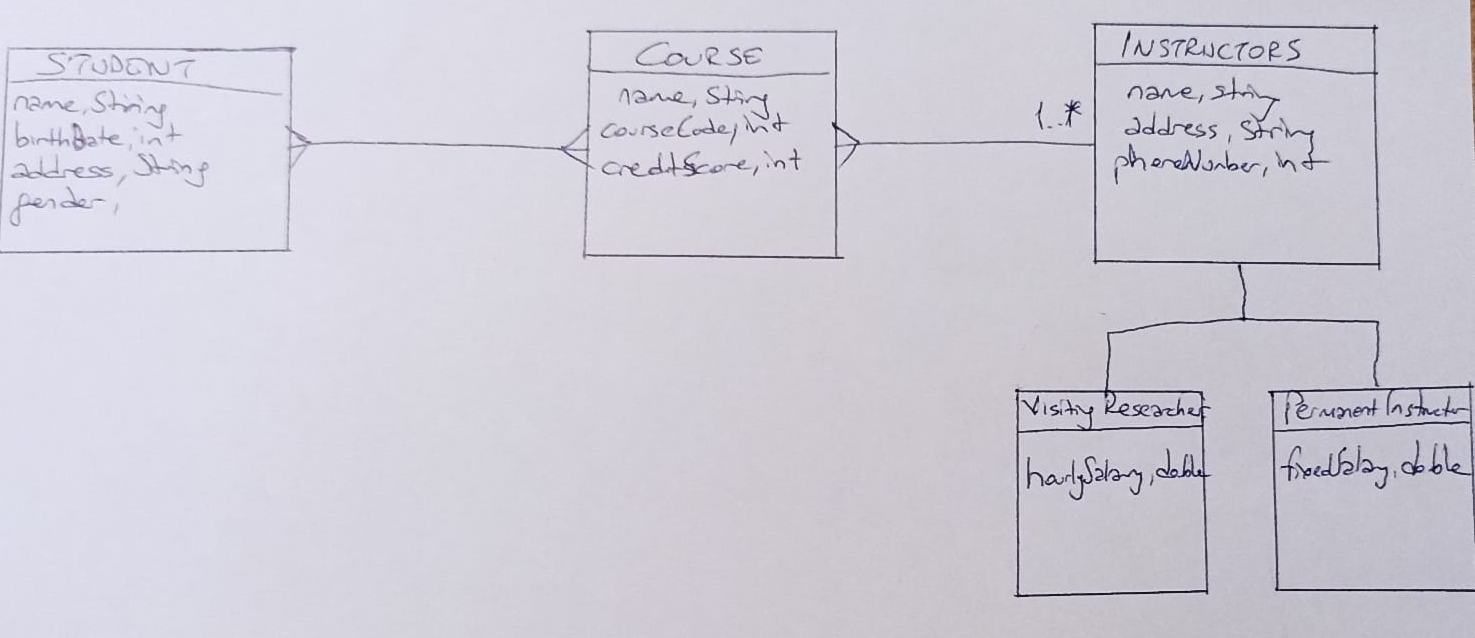 STUDENT
name, String
birthDate, int
address, String
gender,
COURSE
name, String
courseCode, int
creditScore, int
1..*
INSTRUCTORS
name, string
address, String
phoneNumber, int
Visiting Researcher
hourlySalary, double
Permanent Instructor
fixedSalary, double